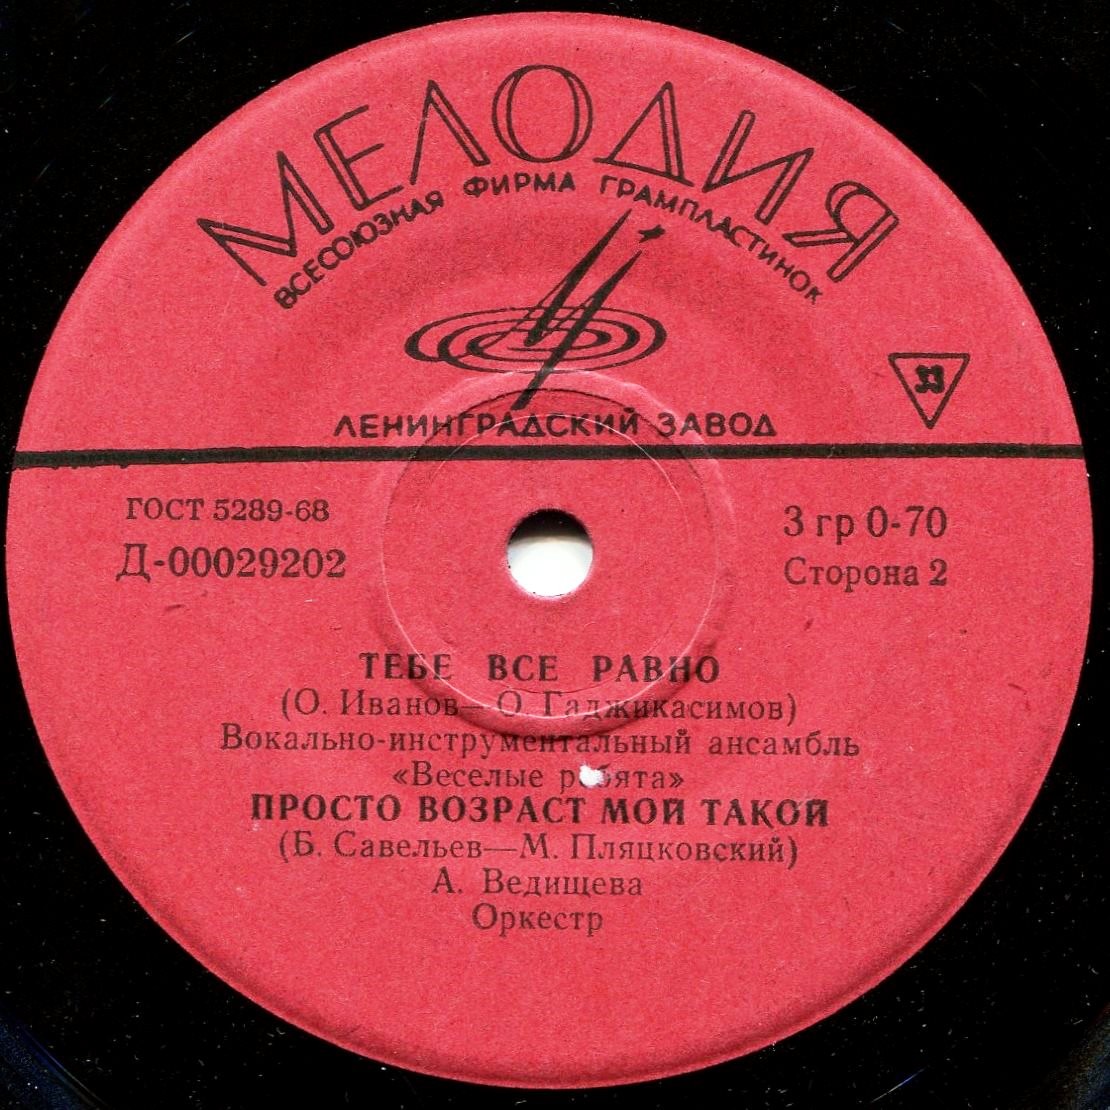 МЕЛОДИЯ
ВСЕСОЮЗНАЯ ФИРМА ГРАМПЛАСТИНОК
33
ЛЕНИНГРАДСКИЙ ЗАВОД
ГОСТ 5289-68
Д-00029202
3 гр 0-70
Сторона 2
ТЕБЕ ВСЕ РАВНО
(О. Иванов—О. Гаджикасимов)
Вокально-инструментальный ансамбль
«Веселые ребята»
ПРОСТО ВОЗРАСТ МОЙ ТАКОЙ
(Б. Савельев—М. Пляцковский)
А. Ведищева
Оркестр